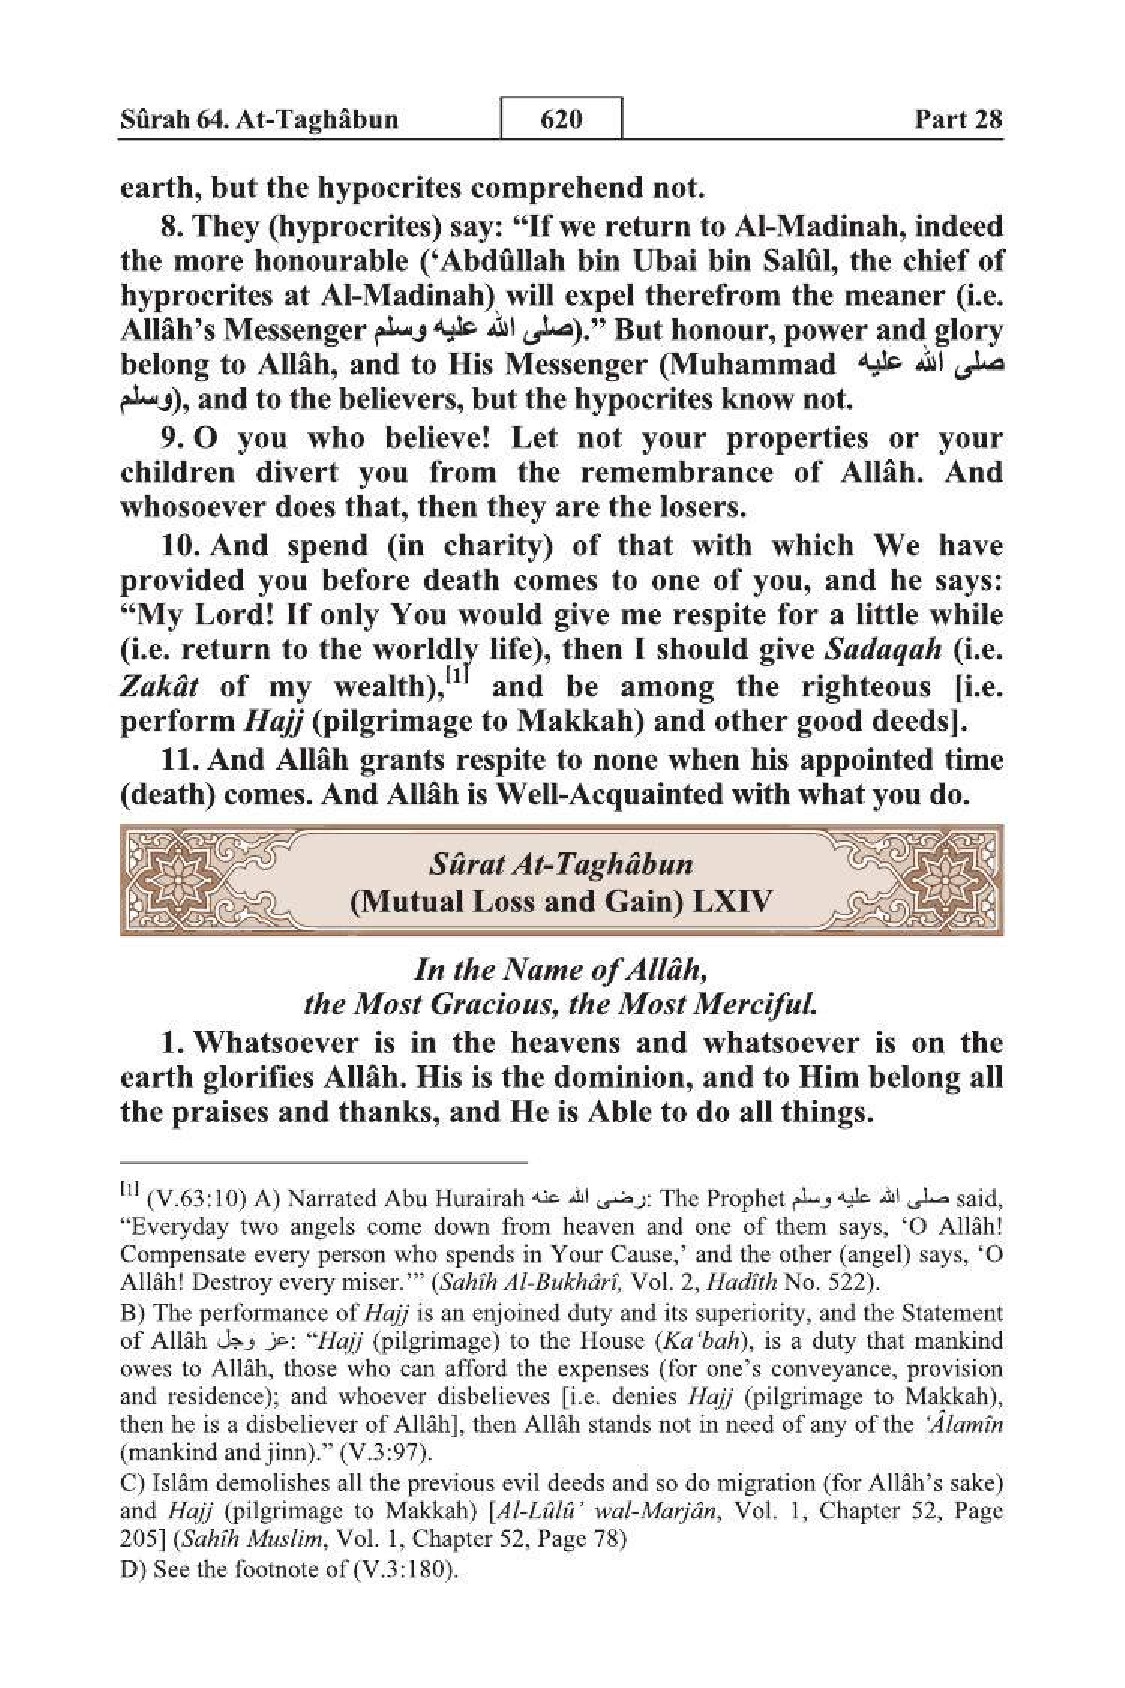 Sûrah 64. At-Taghâbun 620 Part 28
earth, but the hypocrites comprehend not.
8. They (hyprocrites) say: “If we return to Al-Madinah, indeed
the more honourable (‘Abdûllah bin Ubai bin Salûl, the chief of
hyprocrites at Al-Madinah) will expel therefrom the meaner (i.e.
Allâh’s Messenger صلى الله عليه وسلم).” But honour, power and glory
belong to Allâh, and to His Messenger (Muhammad صلى الله عليه
وسلم), and to the believers, but the hypocrites know not.
9. O you who believe! Let not your properties or your
children divert you from the remembrance of Allâh. And
whosoever does that, then they are the losers.
10. And spend (in charity) of that with which We have
provided you before death comes to one of you, and he says:
“My Lord! If only You would give me respite for a little while
(i.e. return to the worldly life), then I should give Sadaqah (i.e.
Zakât of my wealth),[1] and be among the righteous [i.e.
perform Hajj (pilgrimage to Makkah) and other good deeds].
11. And Allâh grants respite to none when his appointed time
(death) comes. And Allâh is Well-Acquainted with what you do.
Sûrat At-Taghâbun
(Mutual Loss and Gain) LXIV
In the Name of Allâh,
the Most Gracious, the Most Merciful.
1. Whatsoever is in the heavens and whatsoever is on the
earth glorifies Allâh. His is the dominion, and to Him belong all
the praises and thanks, and He is Able to do all things.
[1] (V.63:10) A) Narrated Abu Hurairah رضى الله عنه: The Prophet صلى الله عليه وسلم said,
“Everyday two angels come down from heaven and one of them says, ‘O Allâh!
Compensate every person who spends in Your Cause,’ and the other (angel) says, ‘O
Allâh! Destroy every miser.’” (Sahîh Al-Bukhârî, Vol. 2, Hadîth No. 522).
B) The performance of Hajj is an enjoined duty and its superiority, and the Statement
of Allâh عز وجل: “Hajj (pilgrimage) to the House (Ka‘bah), is a duty that mankind
owes to Allâh, those who can afford the expenses (for one’s conveyance, provision
and residence); and whoever disbelieves [i.e. denies Hajj (pilgrimage to Makkah),
then he is a disbeliever of Allâh], then Allâh stands not in need of any of the ‘Âlamîn
(mankind and jinn).” (V.3:97).
C) Islâm demolishes all the previous evil deeds and so do migration (for Allâh’s sake)
and Hajj (pilgrimage to Makkah) [Al-Lûlû’ wal-Marjân, Vol. 1, Chapter 52, Page
205] (Sahîh Muslim, Vol. 1, Chapter 52, Page 78)
D) See the footnote of (V.3:180).